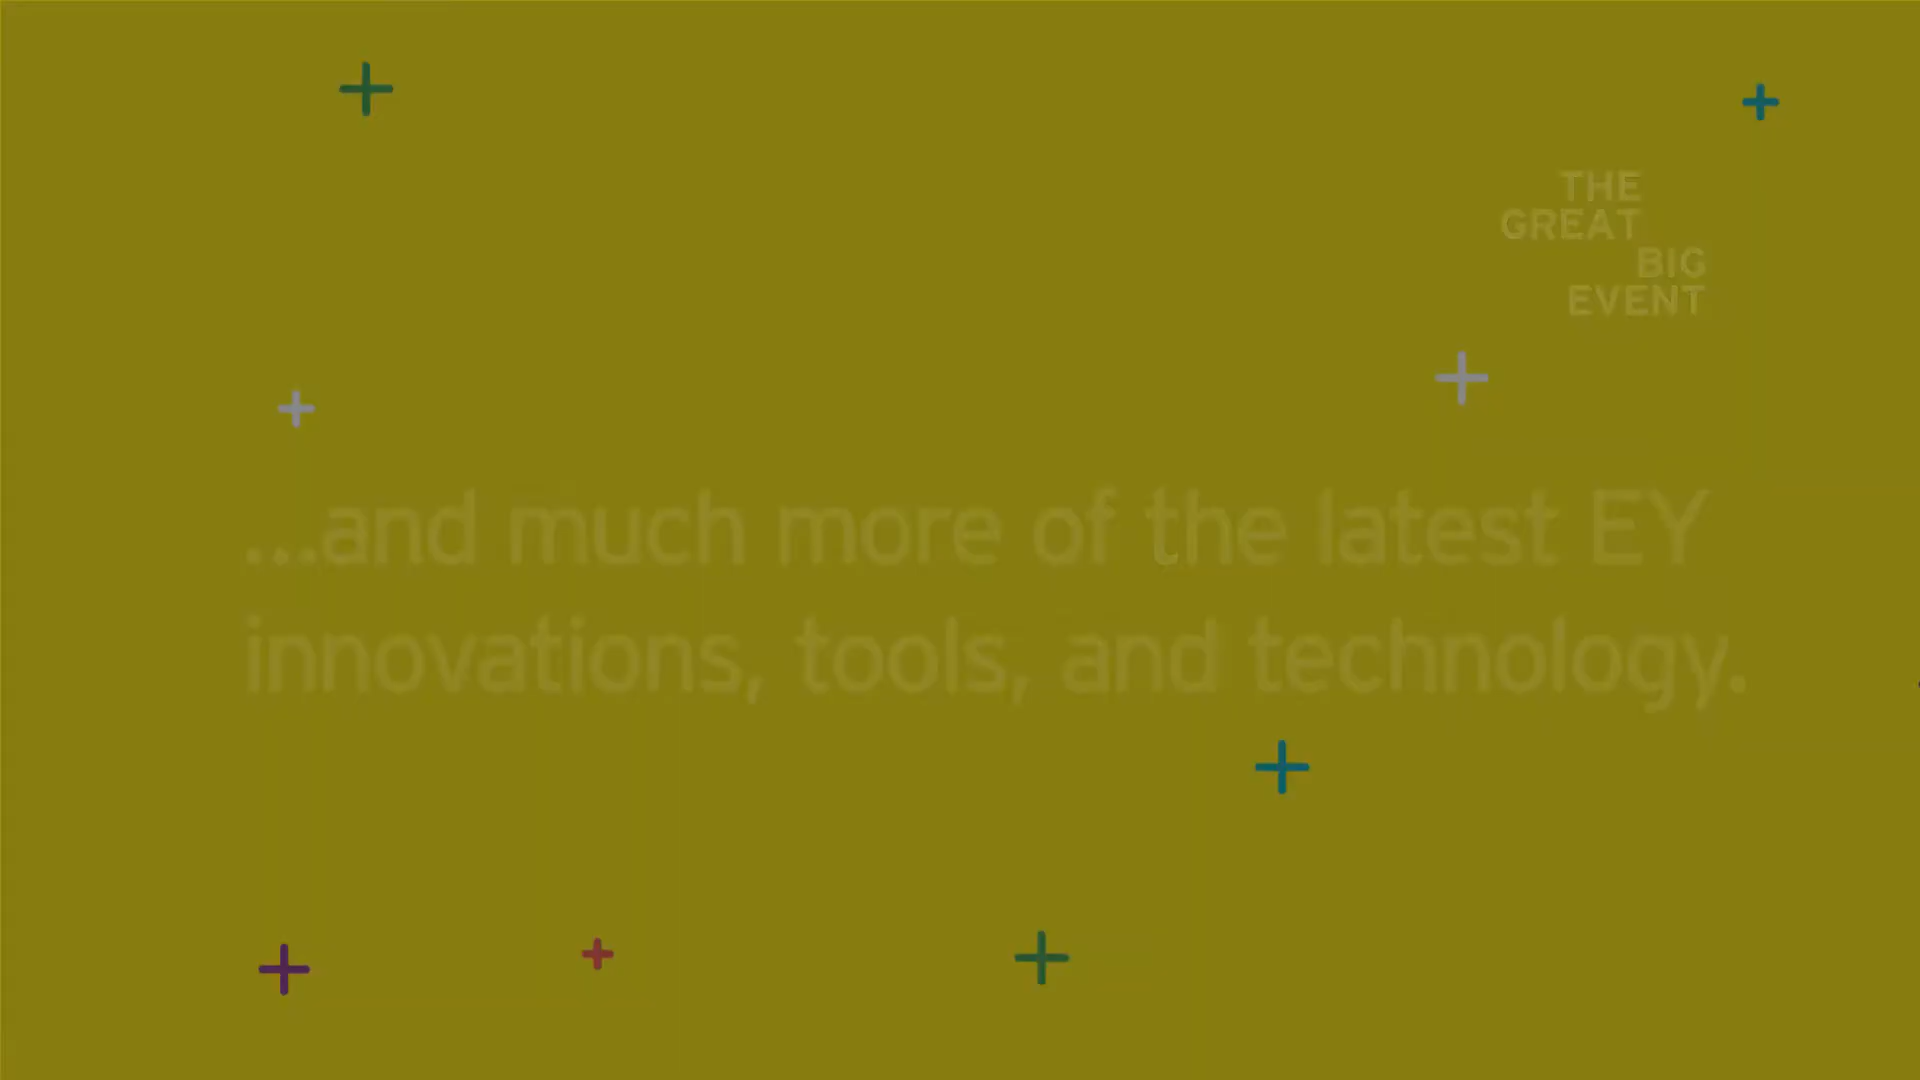 THE
GREAT
BIG
EVENT
...and much more of the latest EY
innovations, tools, and technology.